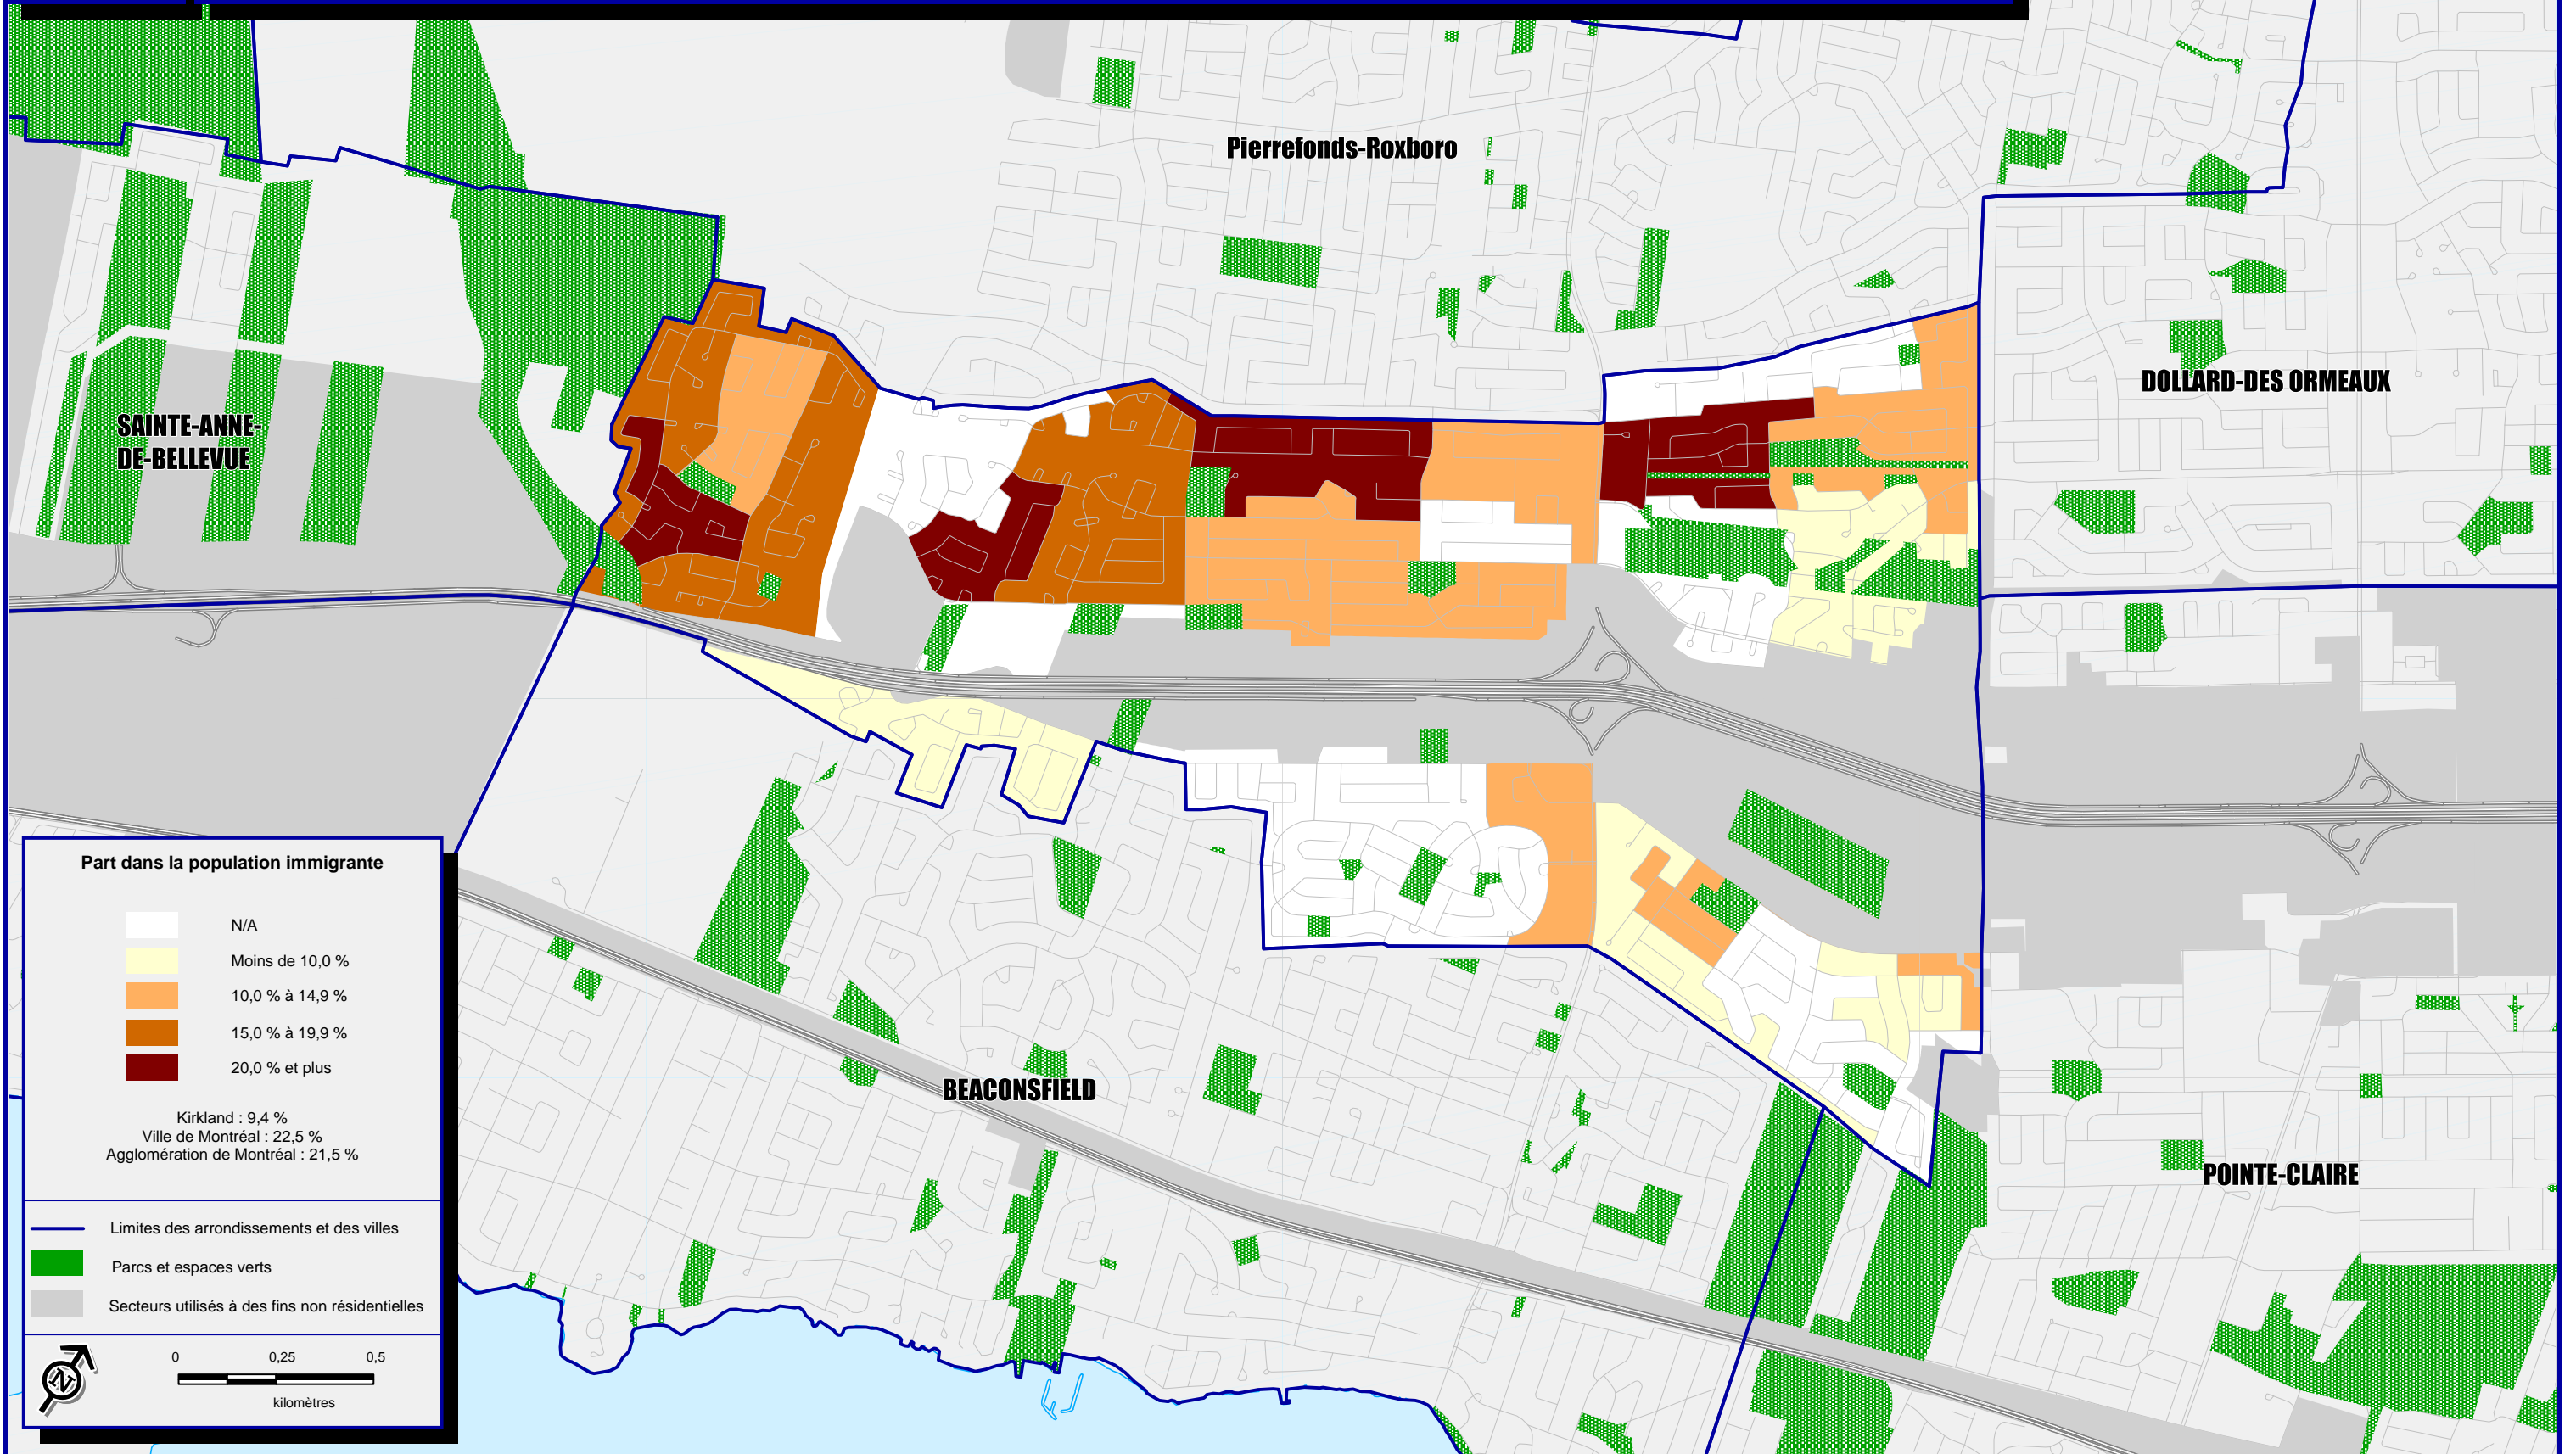 Pierrefonds-Roxboro
DOLLARD-DES ORMEAUX
SAINTE-ANNE-
DE-BELLEVUE
BEACONSFIELD
POINTE-CLAIRE
Part dans la population immigrante
N/A
Moins de 10,0 %
10,0 % à 14,9 %
15,0 % à 19,9 %
20,0 % et plus
Kirkland : 9,4 %
Ville de Montréal : 22,5 %
Agglomération de Montréal : 21,5 %
Limites des arrondissements et des villes
Parcs et espaces verts
Secteurs utilisés à des fins non résidentielles
N
0 0,25 0,5
kilomètres